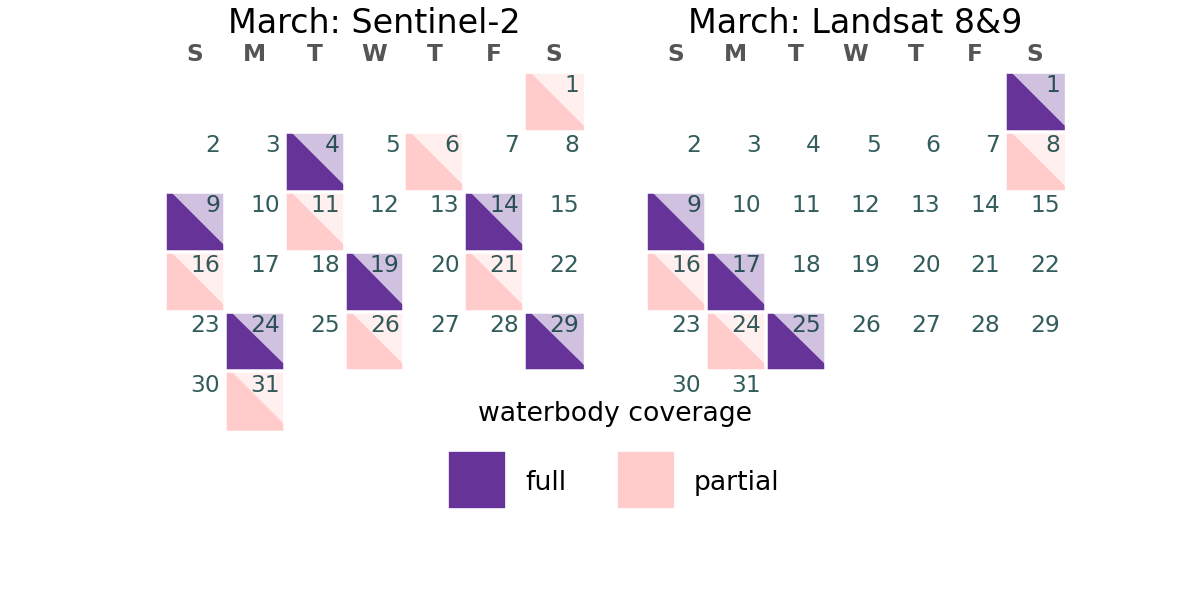 March: Sentinel-2
S M T W T F S
1
2 3 4 5 6 7 8
9 10 11 12 13 14 15
16 17 18 19 20 21 22
23 24 25 26 27 28 29
30 31
March: Landsat 8&9
S M T W T F S
1
2 3 4 5 6 7 8
9 10 11 12 13 14 15
16 17 18 19 20 21 22
23 24 25 26 27 28 29
30 31
waterbody coverage
full partial